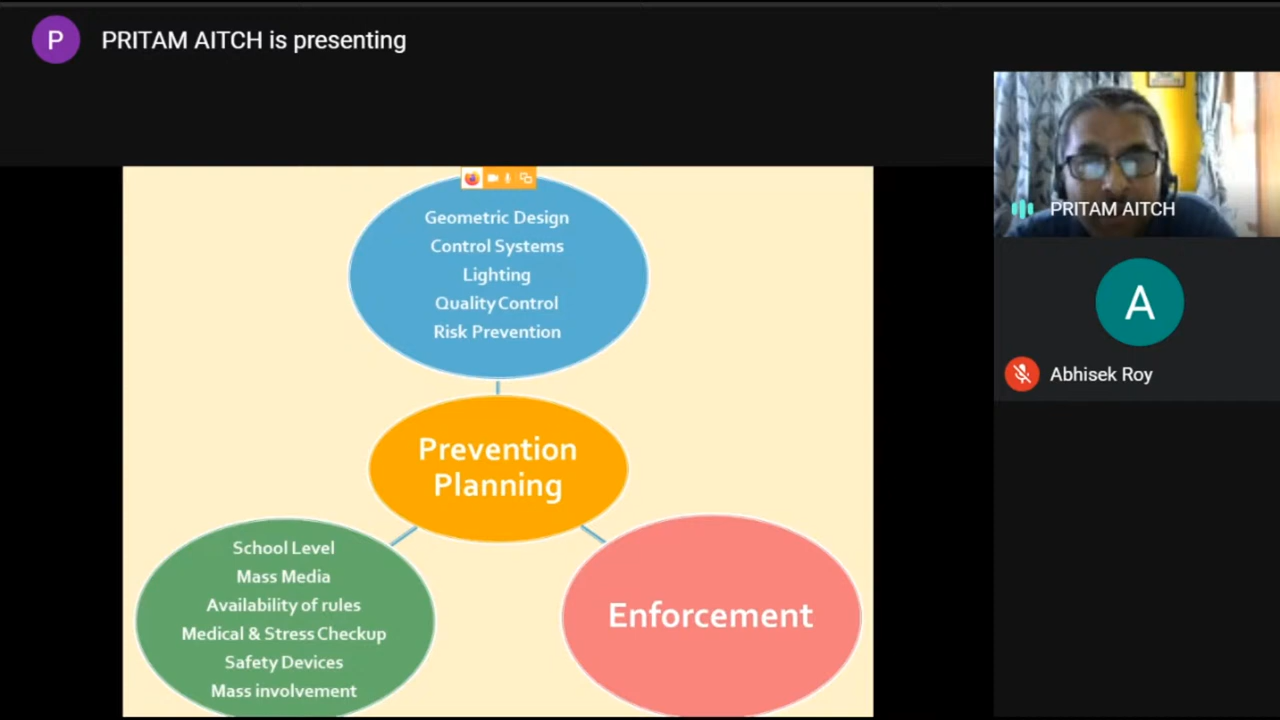 P
PRITAM AITCH is presenting
Geometric Design
Control Systems
Lighting
Quality Control
Risk Prevention
Prevention
Planning
School Level
Mass Media
Availability of rules
Medical & Stress Checkup
Safety Devices
Mass involvement
Enforcement
PRITAM AITCH
A
Abhisek Roy